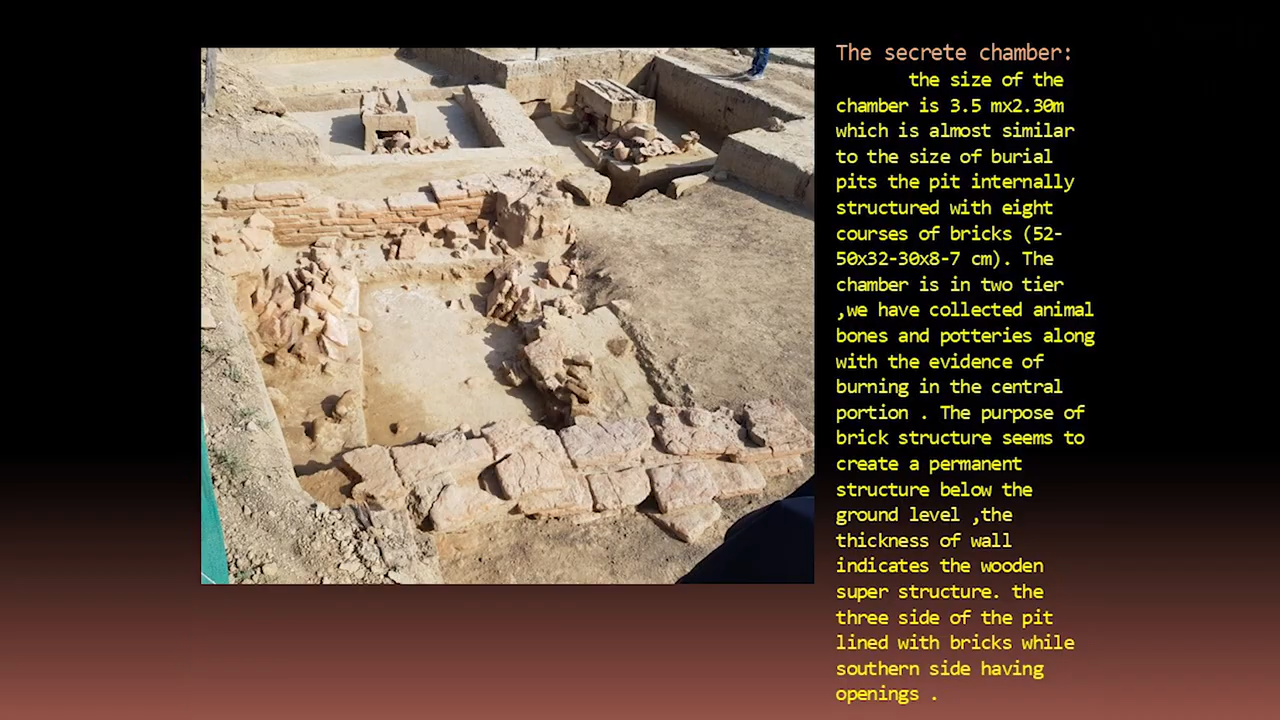 The secrete chamber:
the size of the
chamber is 3.5 mx2.30m
which is almost similar
to the size of burial
pits the pit internally
structured with eight
courses of bricks (52-
50x32-30x8-7 cm). The
chamber is in two tier
,we have collected animal
bones and potteries along
with the evidence of
burning in the central
portion . The purpose of
brick structure seems to
create a permanent
structure below the
ground level ,the
thickness of wall
indicates the wooden
super structure. the
three side of the pit
lined with bricks while
southern side having
openings .